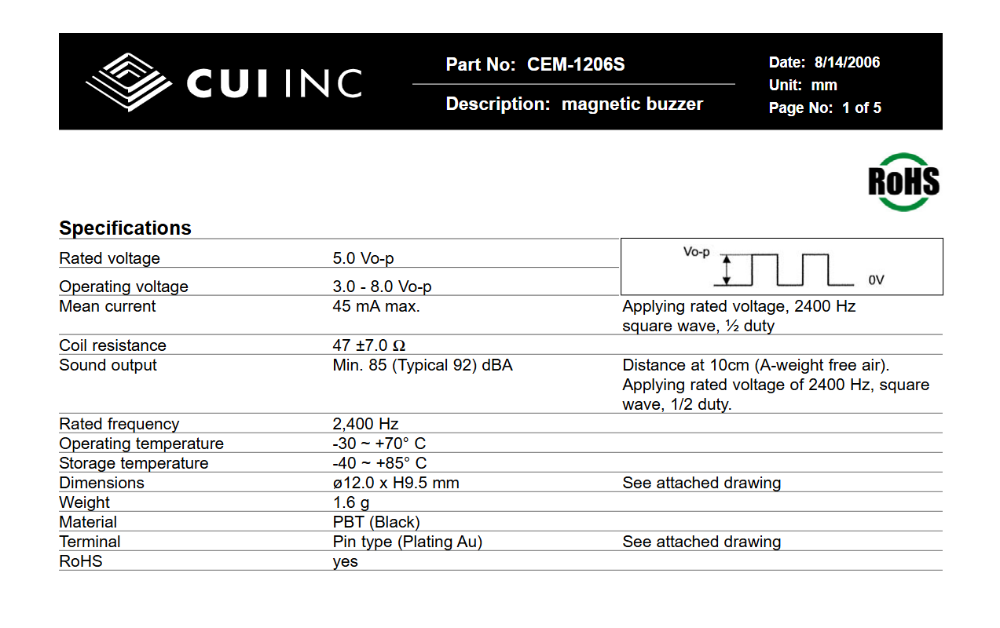 CUI INC
Part No: CEM-1206S
Description: magnetic buzzer
Date: 8/14/2006
Unit: mm
Page No: 1 of 5
RoHS
Specifications
Rated voltage 5.0 Vo-p
Vo-p
0V
Operating voltage 3.0 - 8.0 Vo-p
Mean current 45 mA max. Applying rated voltage, 2400 Hz
square wave, ½ duty
Coil resistance 47 ±7.0 Ω
Sound output Min. 85 (Typical 92) dBA Distance at 10cm (A-weight free air).
Applying rated voltage of 2400 Hz, square
wave, 1/2 duty.
Rated frequency 2,400 Hz
Operating temperature -30 ~ +70° C
Storage temperature -40 ~ +85° C
Dimensions ø12.0 x H9.5 mm See attached drawing
Weight 1.6 g
Material PBT (Black)
Terminal Pin type (Plating Au) See attached drawing
RoHS yes